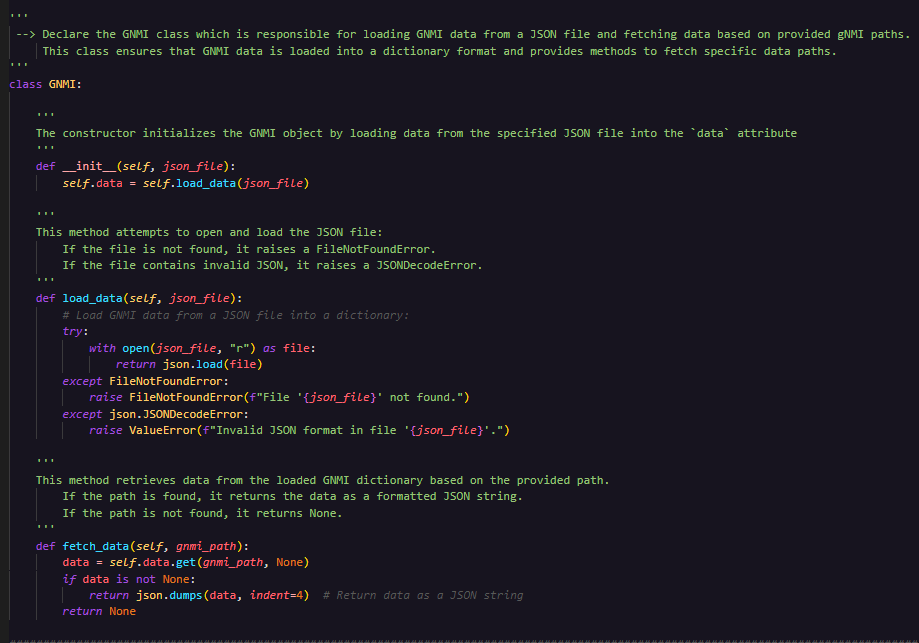 '''
--> Declare the GNMI class which is responsible for loading GNMI data from a JSON file and fetching data based on provided gNMI paths.
    This class ensures that GNMI data is loaded into a dictionary format and provides methods to fetch specific data paths.
'''
class GNMI:
    '''
    The constructor initializes the GNMI object by loading data from the specified JSON file into the `data` attribute
    '''
    def __init__(self, json_file):
        self.data = self.load_data(json_file)
    '''
    This method attempts to open and load the JSON file:
        If the file is not found, it raises a FileNotFoundError.
        If the file contains invalid JSON, it raises a JSONDecodeError.
    '''
    def load_data(self, json_file):
        # Load GNMI data from a JSON file into a dictionary:
        try:
            with open(json_file, "r") as file:
                return json.load(file)
        except FileNotFoundError:
            raise FileNotFoundError(f"File '{json_file}' not found.")
        except json.JSONDecodeError:
            raise ValueError(f"Invalid JSON format in file '{json_file}'.")
    '''
    This method retrieves data from the loaded GNMI dictionary based on the provided path.
        If the path is found, it returns the data as a formatted JSON string.
        If the path is not found, it returns None.
    '''
    def fetch_data(self, gnmi_path):
        data = self.data.get(gnmi_path, None)
        if data is not None:
            return json.dumps(data, indent=4)  # Return data as a JSON string
        return None